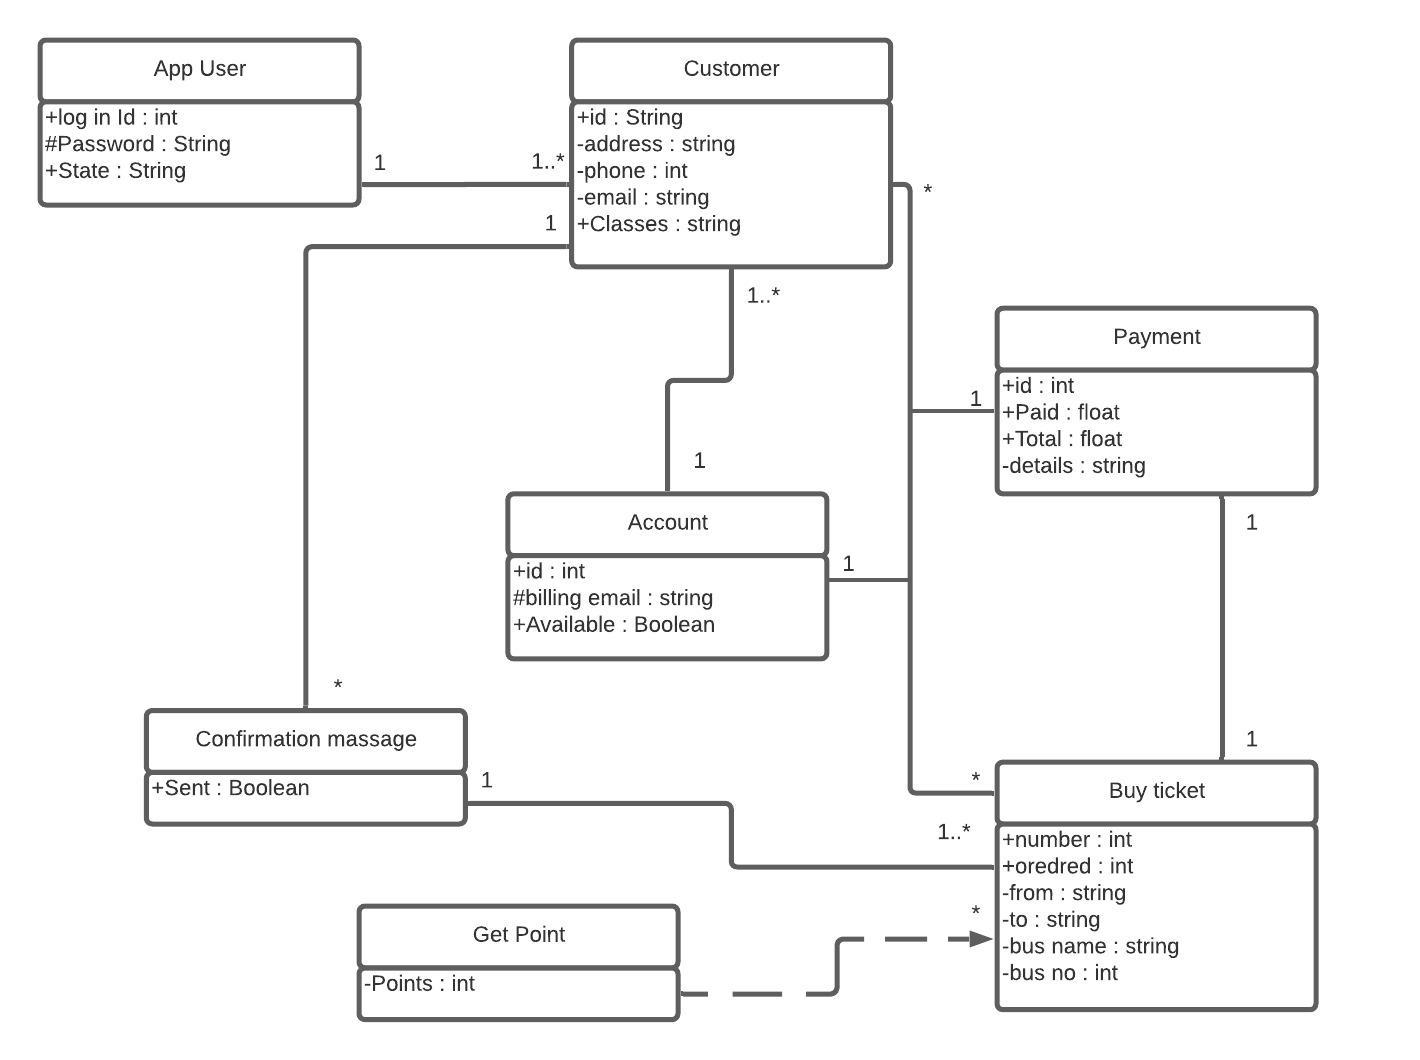 App User
+log in Id : int
#Password : String
+State : String
1
1..*
Customer
+id : String
-address : string
-phone : int
-email : string
+Classes : string
1
*
1..*
Payment
+id : int
+Paid : float
+Total : float
-details : string
1
1
1
Account
+id : int
#billing email : string
+Available : Boolean
1
*
Confirmation massage
+Sent : Boolean
1
1
*
1..*
Buy ticket
+number : int
+oredred : int
-from : string
-to : string
-bus name : string
-bus no : int
*
Get Point
-Points : int